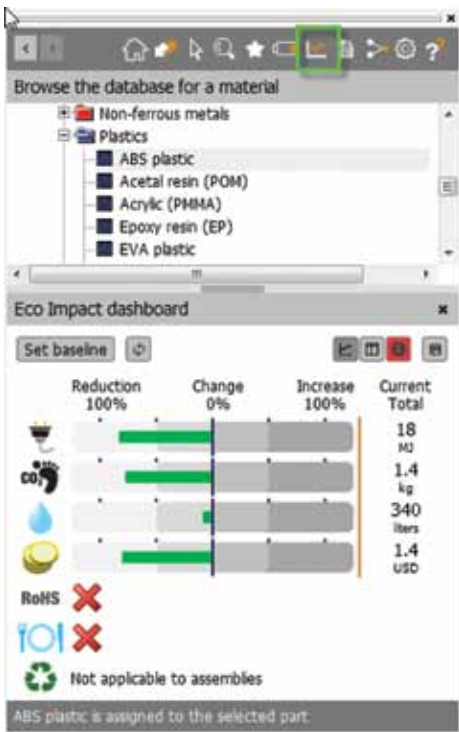 Browse the database for a material
Non-ferrous metals
Plastics
ABS plastic
Acetal resin (POM)
Acrylic (PMMA)
Epoxy resin (EP)
EVA plastic
Eco Impact dashboard
Set baseline
Reduction Change Increase Current
100% 0% 100% Total
18
MJ
CO₂
1.4
kg
340
liters
1.4
USD
RoHS
Not applicable to assemblies
ABS plastic is assigned to the selected part